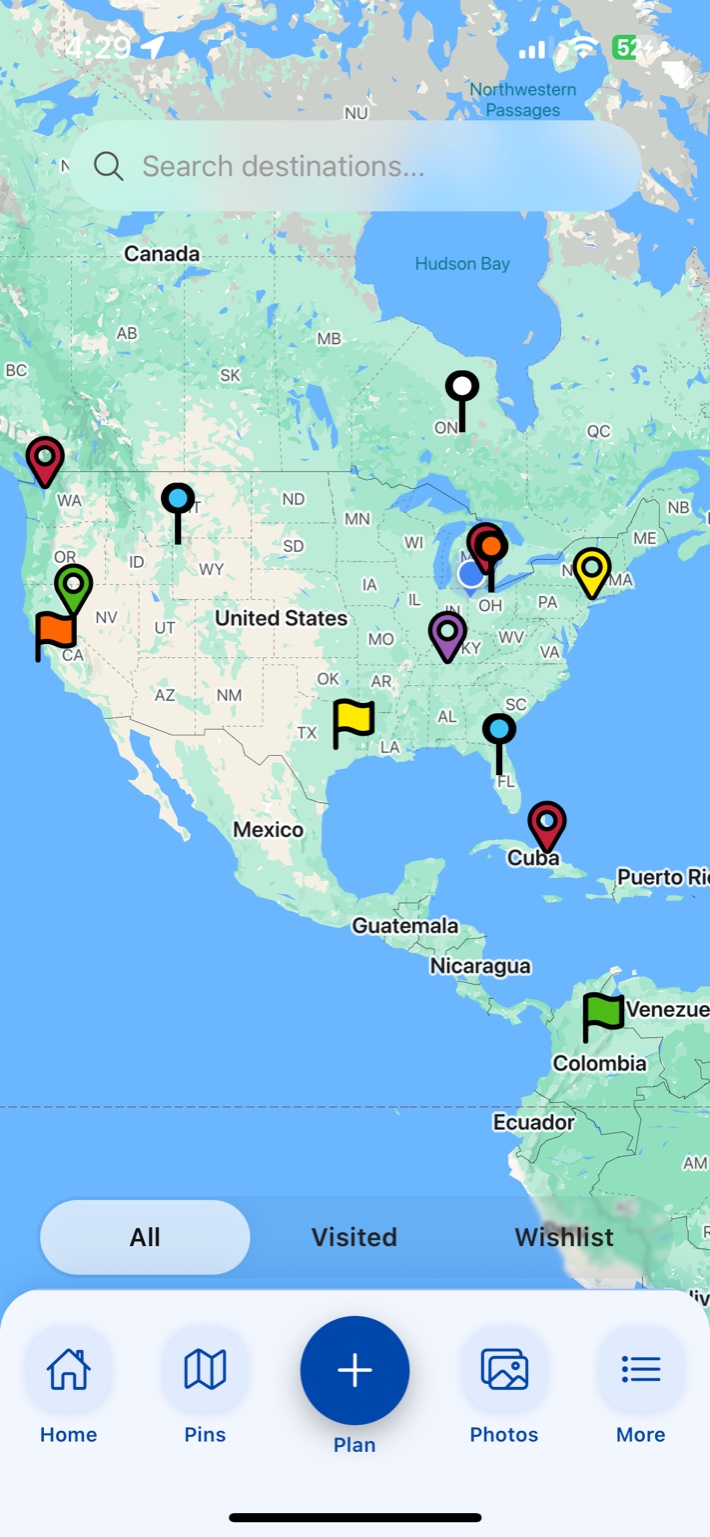 4:29
52
Northwestern
Passages
NU
Search destinations...
Canada
Hudson Bay
AB
MB
BC
SK
ON
QC
WA
ND
NB
MN
ME
OR
WI
SD
ID
WY
MA
IA
PA
IL
IN
OH
NV
United States
UT
MO
KY
WV
CA
VA
OK
AR
AZ
NM
SC
TX
AL
LA
FL
Mexico
Cuba
Puerto Ri
Guatemala
Nicaragua
Venezue
Colombia
Ecuador
AM
AC
All
Visited
Wishlist
Home
Pins
Plan
Photos
More